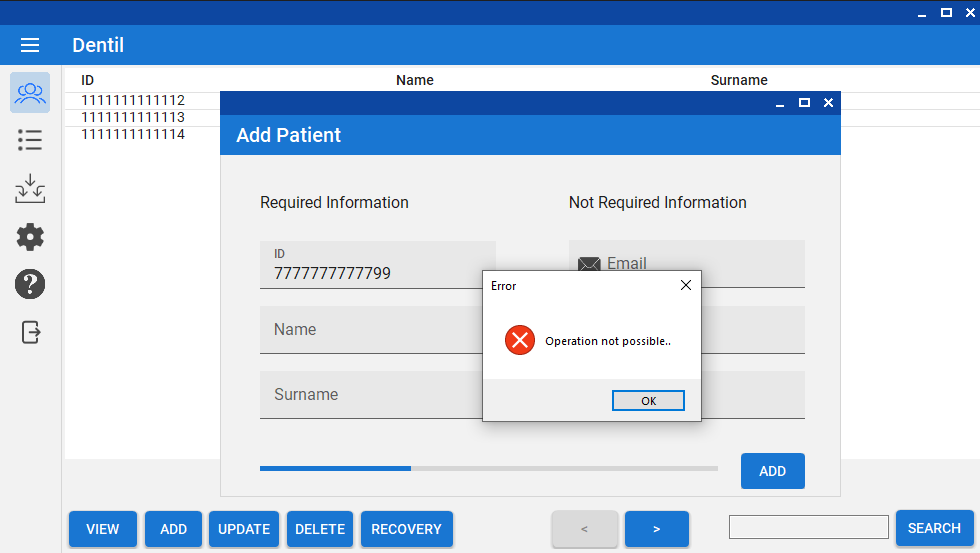 Dentil
ID Name Surname
1111111111112
1111111111113
1111111111114
Add Patient
Required Information Not Required Information
ID
7777777777799
Email
Name
Surname
Error
Operation not possible..
OK
ADD
VIEW ADD UPDATE DELETE RECOVERY < > SEARCH